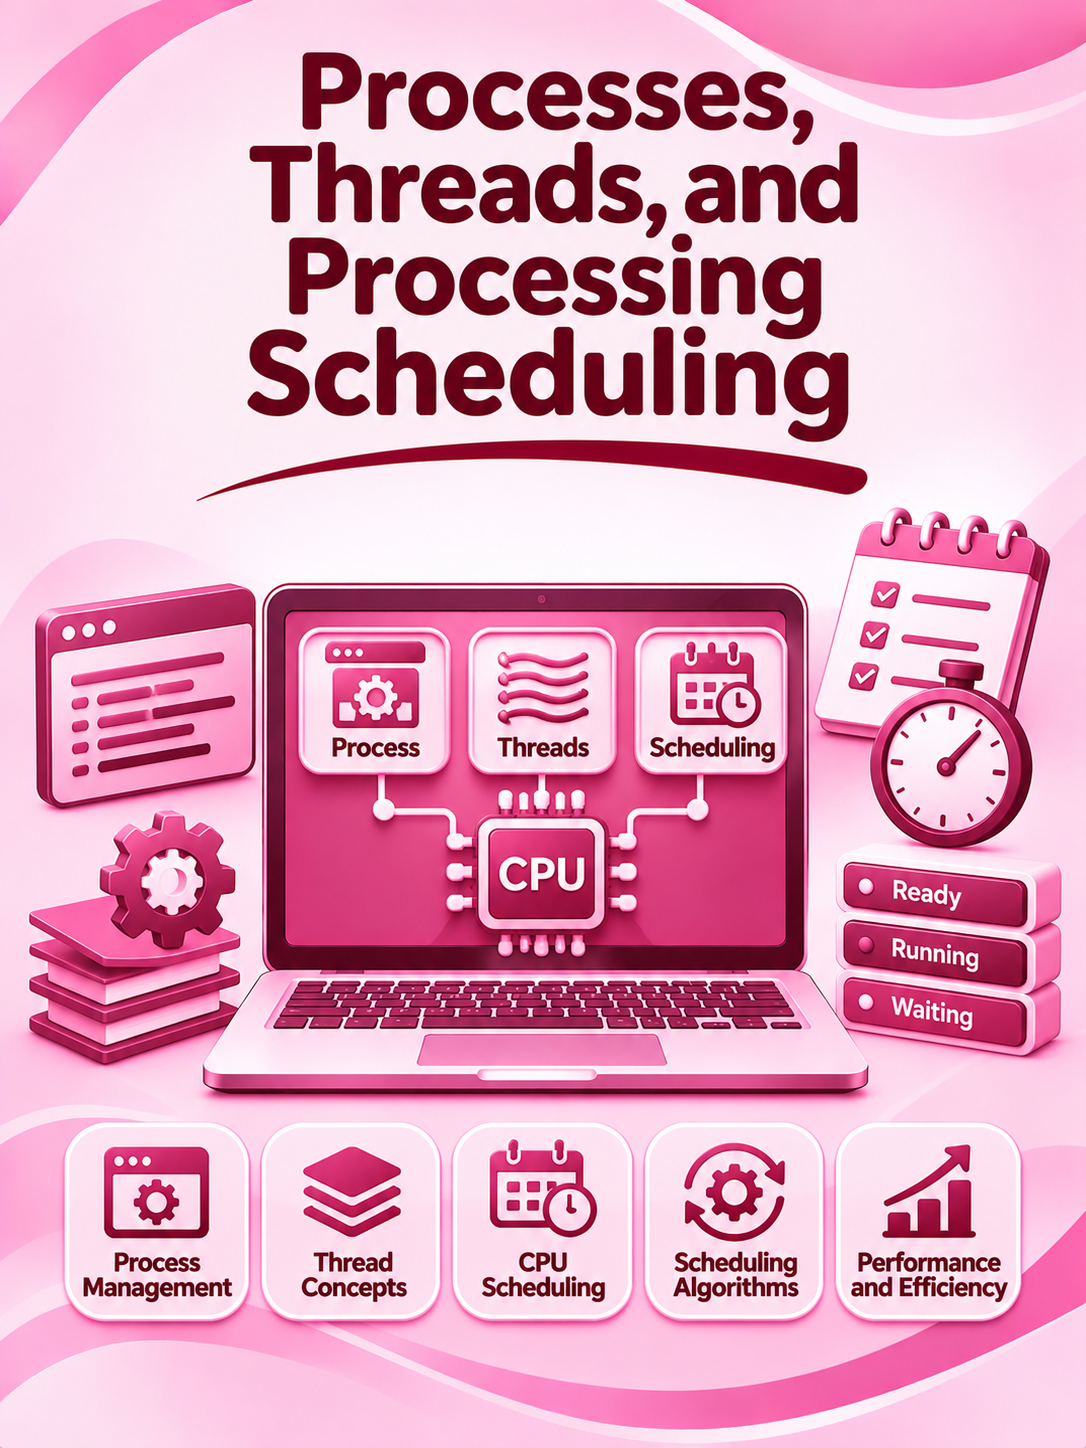 Processes,
Threads, and
Processing
Scheduling
Process
Threads
Scheduling
CPU
Ready
Running
Waiting
Process
Management
Thread
Concepts
CPU
Scheduling
Scheduling
Algorithms
Performance
and Efficiency